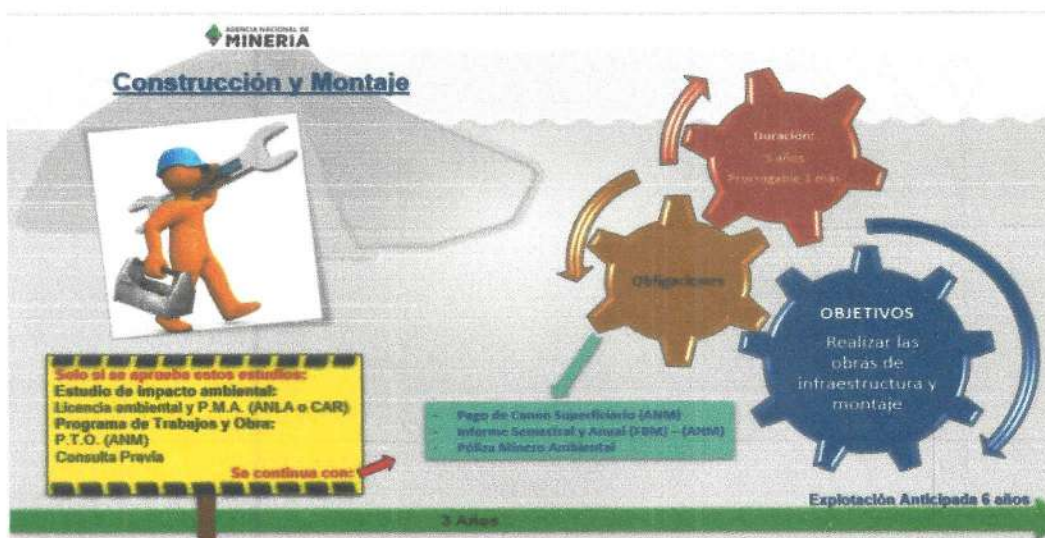 AGENCIA NACIONAL DE
MINERÍA
Construcción y Montaje
Duración:
3 años
Prorrogable 1 más
Obligaciones
OBJETIVOS
Realizar las
obras de
infraestructura y
montaje
Solo si se aprueba estos estudios:
Estudio de impacto ambiental:
Licencia ambiental y P.M.A. (ANLA o CAR)
Programa de Trabajos y Obra:
P.T.O. (ANM)
Consulta Previa
Se continua con:
- Pago de Canon Superficiario (ANM)
- Informe Semestral y Anual (FBM) – (ANM)
- Póliza Minero Ambiental
Explotación Anticipada 6 años
3 Años